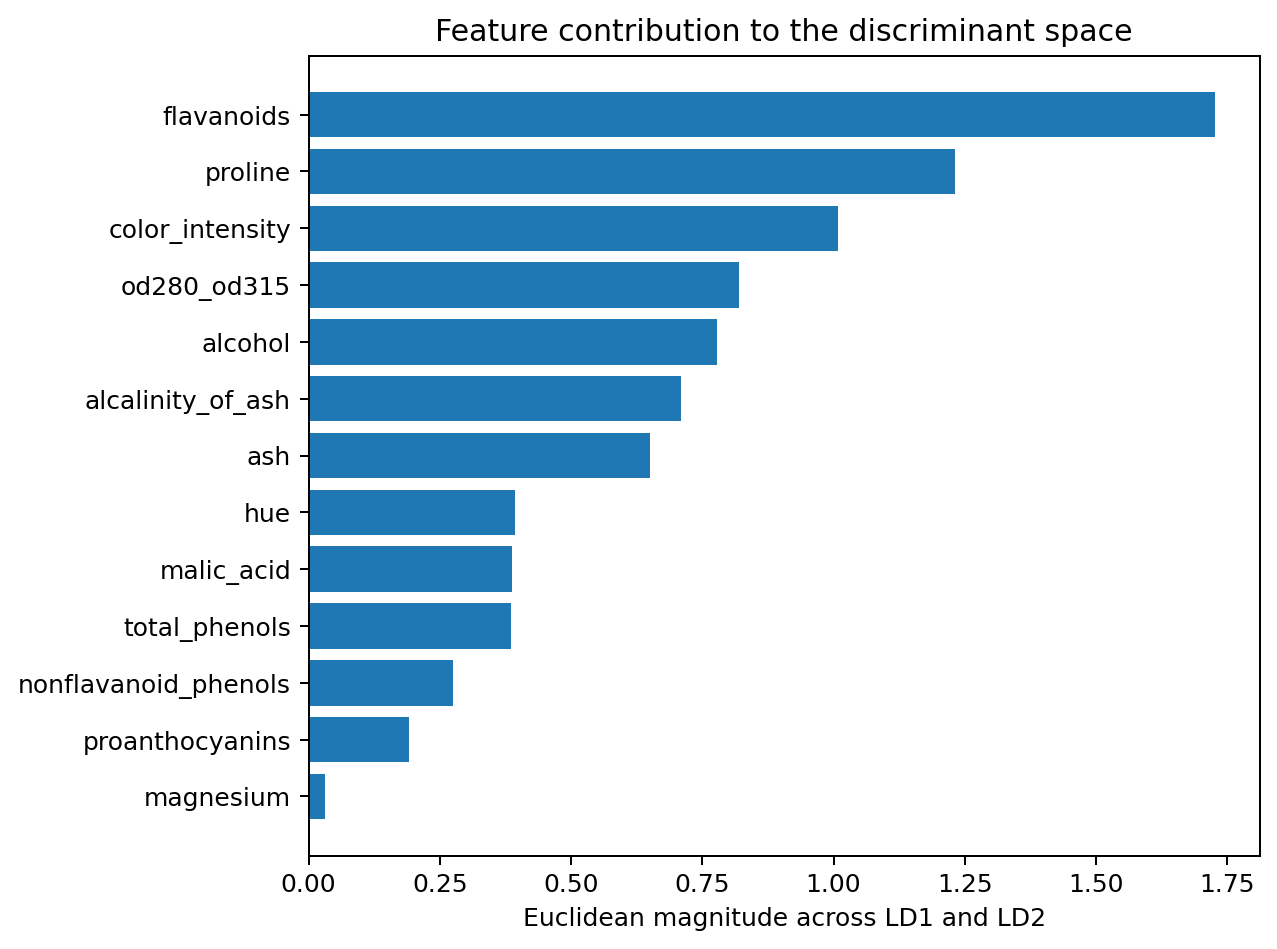 Feature contribution to the discriminant space
flavanoids
proline
color_intensity
od280_od315
alcohol
alcalinity_of_ash
ash
hue
malic_acid
total_phenols
nonflavanoid_phenols
proanthocyanins
magnesium
0.00 0.25 0.50 0.75 1.00 1.25 1.50 1.75
Euclidean magnitude across LD1 and LD2